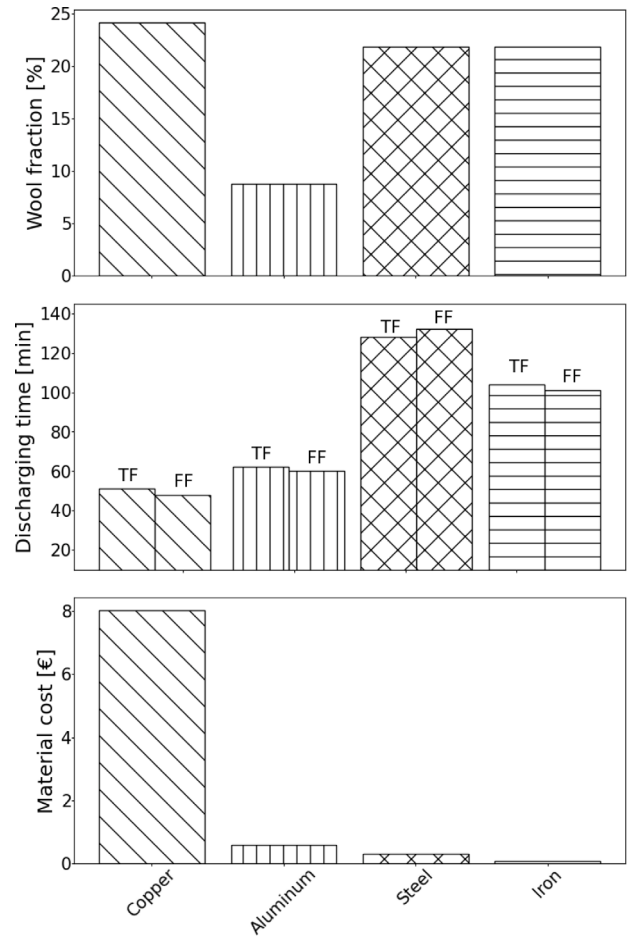 Wool fraction [%]
25
20
15
10
5
0
Discharging time [min]
140
120
100
80
60
40
20
TF
FF
TF
FF
TF
FF
TF
FF
Material cost [€]
8
6
4
2
0
Copper
Aluminum
Steel
Iron